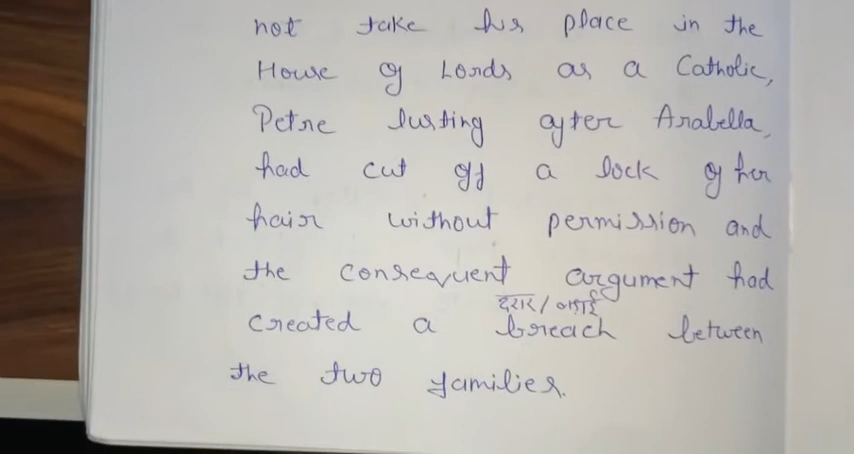 not take his place in the
House of Lords as a Catholic,
Petre lusting after Arabella,
had cut off a lock of her
hair without permission and
the consequent argument had
दरार / लड़ाई
created a breach between
the two families.